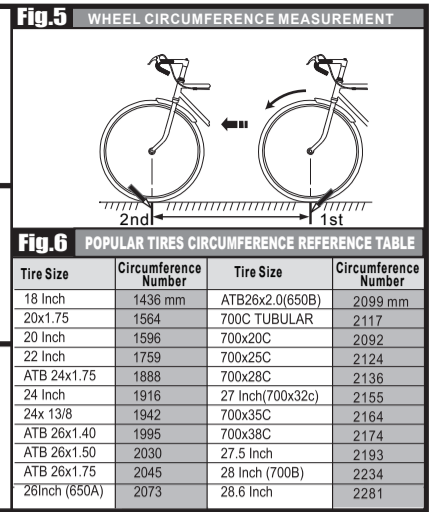 Fig.5 WHEEL CIRCUMFERENCE MEASUREMENT
2nd 1st
Fig.6 POPULAR TIRES CIRCUMFERENCE REFERENCE TABLE
Tire Size Circumference Number Tire Size Circumference Number
18 Inch 1436 mm ATB26x2.0(650B) 2099 mm
20x1.75 1564 700C TUBULAR 2117
20 Inch 1596 700x20C 2092
22 Inch 1759 700x25C 2124
ATB 24x1.75 1888 700x28C 2136
24 Inch 1916 27 Inch(700x32c) 2155
24x 13/8 1942 700x35C 2164
ATB 26x1.40 1995 700x38C 2174
ATB 26x1.50 2030 27.5 Inch 2193
ATB 26x1.75 2045 28 Inch (700B) 2234
26Inch (650A) 2073 28.6 Inch 2281